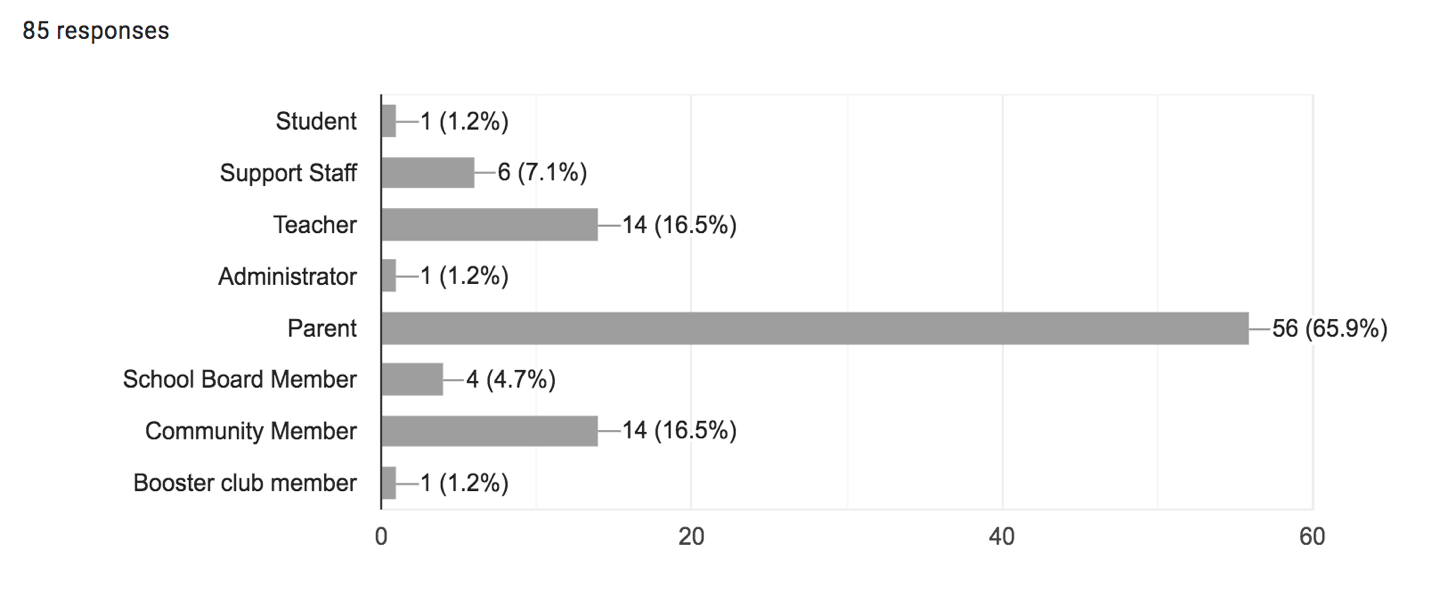 85 responses
Student 1 (1.2%)
Support Staff 6 (7.1%)
Teacher 14 (16.5%)
Administrator 1 (1.2%)
Parent 56 (65.9%)
School Board Member 4 (4.7%)
Community Member 14 (16.5%)
Booster club member 1 (1.2%)
0 20 40 60